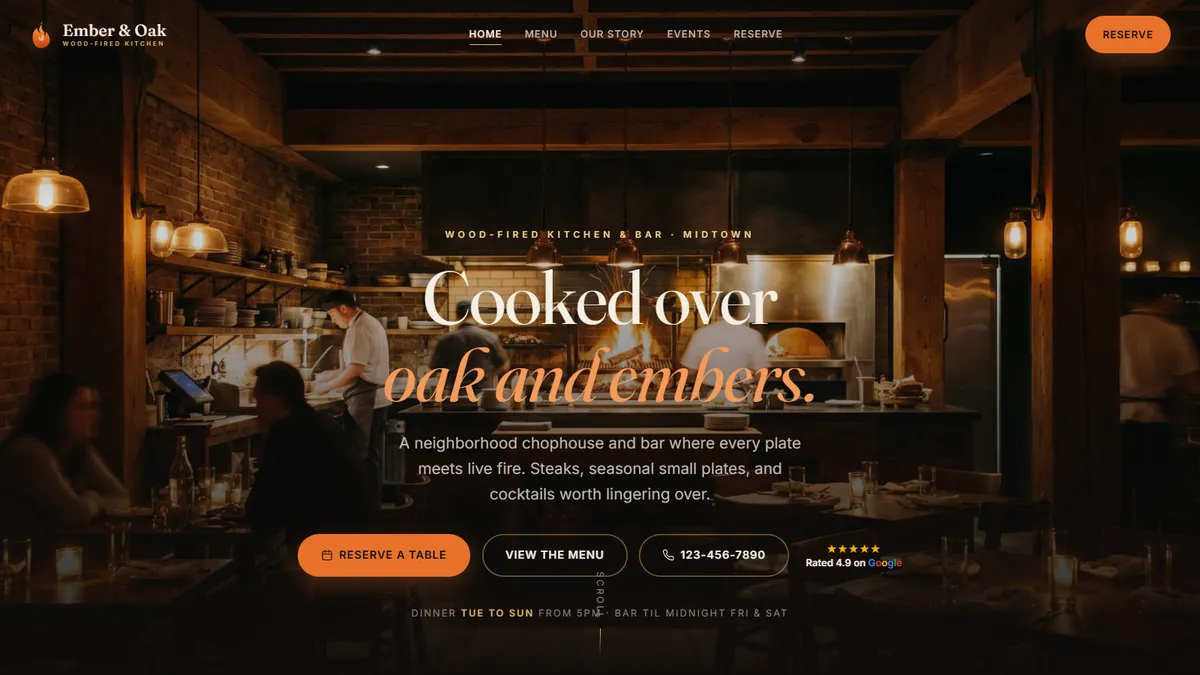 Ember & Oak
WOOD-FIRED KITCHEN
HOME MENU OUR STORY EVENTS RESERVE
RESERVE
WOOD-FIRED KITCHEN & BAR · MIDTOWN
Cooked over
oak and embers.
A neighborhood chophouse and bar where every plate
meets live fire. Steaks, seasonal small plates, and
cocktails worth lingering over.
RESERVE A TABLE
VIEW THE MENU
123-456-7890
★★★★★
Rated 4.9 on Google
SCROLL
DINNER TUE TO SUN FROM 5PM · BAR TIL MIDNIGHT FRI & SAT